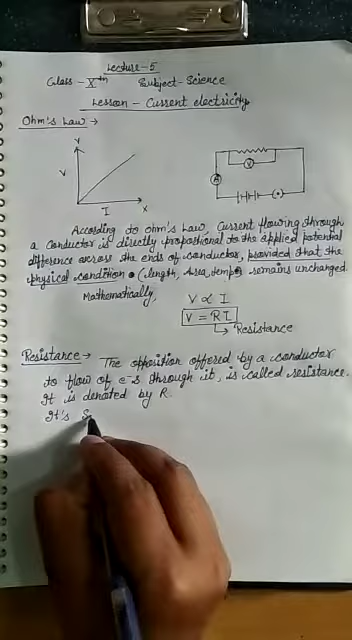 Lecture-5
Class - Xth Subject - Science
Lesson - Current electricity
Ohm's Law →
Y
V
I
X
V
A
According to ohm's Law, Current flowing through
a Conductor is directly proportional to the applied potential
difference across the ends of conductor, provided that the
physical condition (length, Area, temp) remains unchanged.
Mathematically,
V ∝ I
V = RI
→ Resistance
Resistance → The opposition offered by a conductor
to flow of e-s through it, is called resistance.
It is denoted by R.
It's S